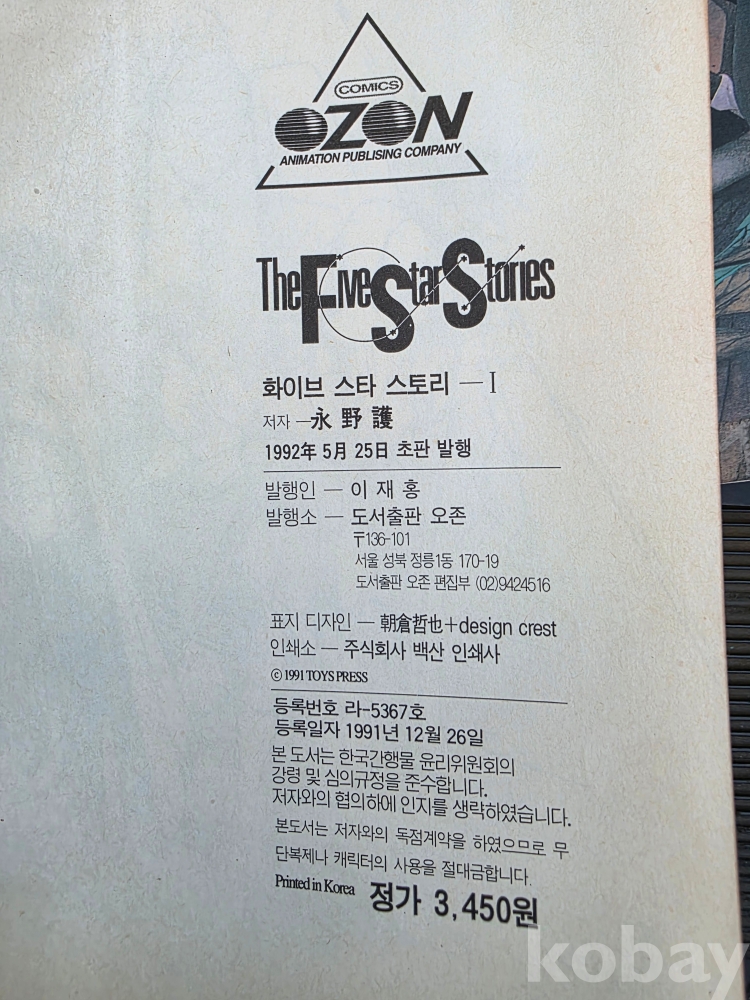 COMICS
OZON
ANIMATION PUBLISING COMPANY
The Five Star Stories
화이브 스타 스토리 — I
저자 — 永野護
1992年 5月 25日 초판 발행
발행인 — 이재홍
발행소 — 도서출판 오존
〒136-101
서울 성북 정릉1동 170-19
도서출판 오존 편집부 (02)9424516
표지 디자인 — 朝倉哲也+design crest
인쇄소 — 주식회사 백산 인쇄사
©1991 TOYS PRESS
등록번호 라-5367호
등록일자 1991년 12월 26일
본 도서는 한국간행물 윤리위원회의
강령 및 심의규정을 준수합니다.
저자와의 협의하에 인지를 생략하였습니다.
본도서는 저자와의 독점계약을 하였으므로 무
단복제나 캐릭터의 사용을 절대금합니다.
Printed in Korea 정가 3,450원
kobay